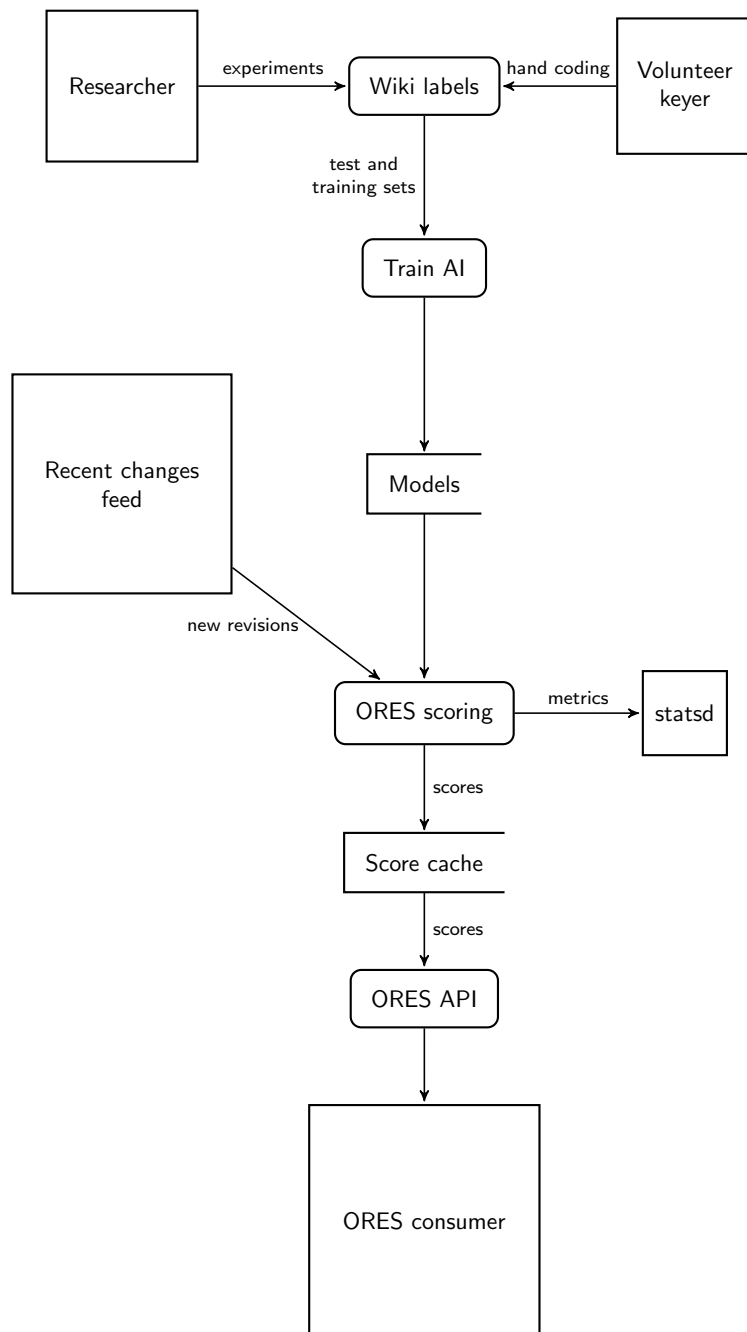 Researcher
experiments
Wiki labels
hand coding
Volunteer
keyer
test and
training sets
Train AI
Recent changes
feed
Models
new revisions
ORES scoring
metrics
statsd
scores
Score cache
scores
ORES API
ORES consumer